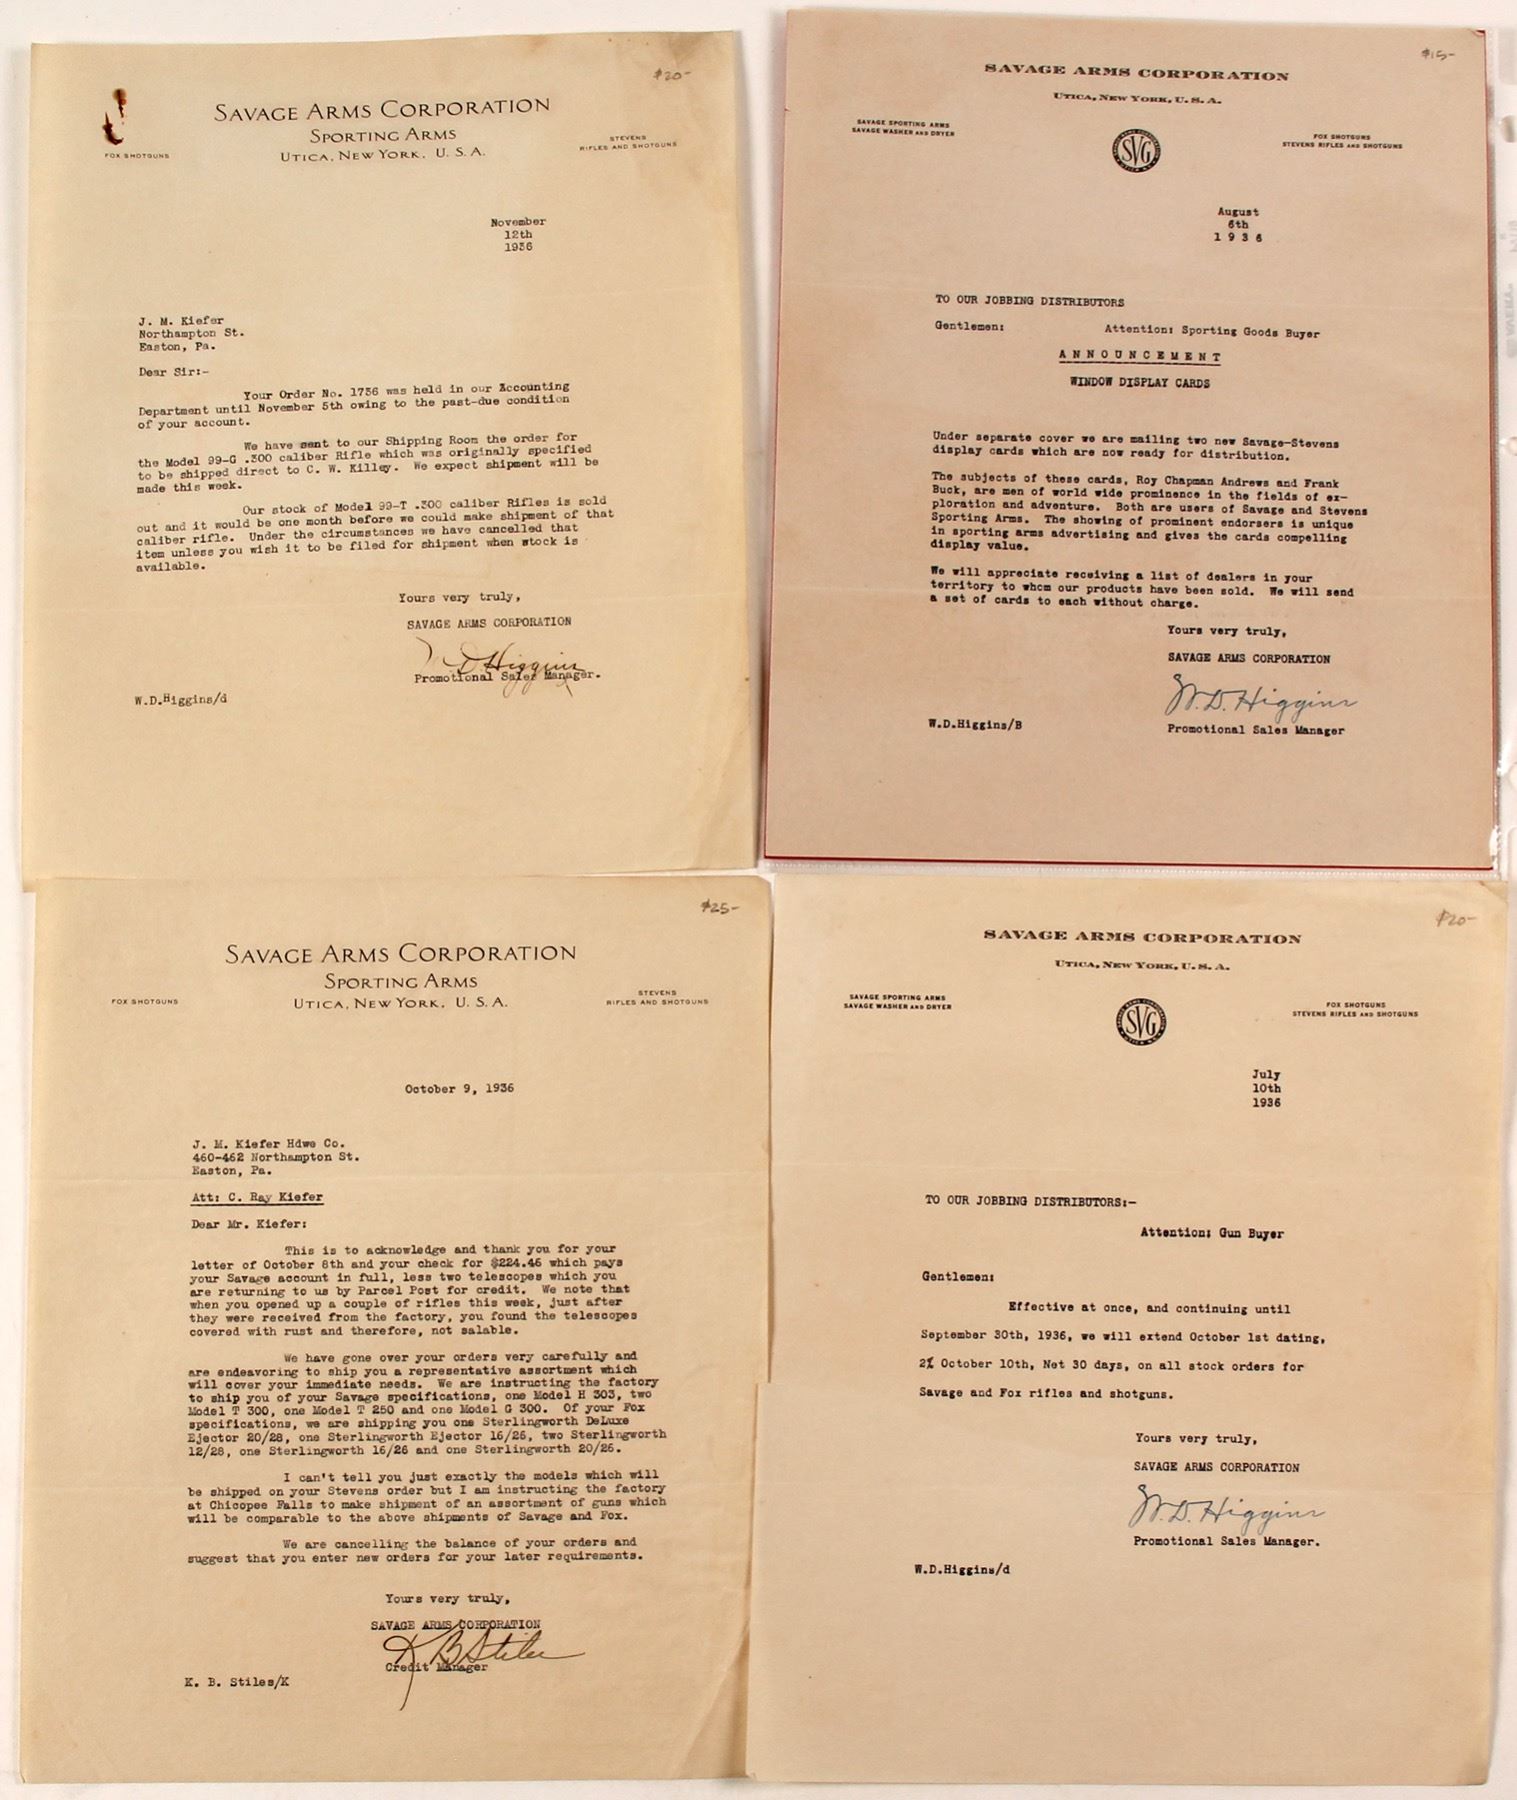 $20-
SAVAGE ARMS CORPORATION
SPORTING ARMS
UTICA, NEW YORK, U. S. A.
FOX SHOTGUNS
STEVENS
RIFLES AND SHOTGUNS
November
12th
1936
J. M. Kiefer
Northampton St.
Easton, Pa.
Dear Sir:-
Your Order No. 1736 was held in our Accounting
Department until November 5th owing to the past-due condition
of your account.
We have sent to our Shipping Room the order for
the Model 99-G .300 caliber Rifle which was originally specified
to be shipped direct to C. W. Killey. We expect shipment will be
made this week.
Our stock of Model 99-T .300 caliber Rifles is sold
out and it would be one month before we could make shipment of that
caliber rifle. Under the circumstances we have cancelled that
item unless you wish it to be filed for shipment when stock is
available.
Yours very truly,
SAVAGE ARMS CORPORATION
W. D. Higgins
Promotional Sales Manager.
W.D.Higgins/d
$15-
SAVAGE ARMS CORPORATION
UTICA, NEW YORK, U. S. A.
SAVAGE SPORTING ARMS
SAVAGE WASHER AND DRYER
SVG
FOX SHOTGUNS
STEVENS RIFLES AND SHOTGUNS
August
6th
1 9 3 6
TO OUR JOBBING DISTRIBUTORS
Gentlemen: Attention: Sporting Goods Buyer
A N N O U N C E M E N T
WINDOW DISPLAY CARDS
Under separate cover we are mailing two new Savage-Stevens
display cards which are now ready for distribution.
The subjects of these cards, Roy Chapman Andrews and Frank
Buck, are men of world wide prominence in the fields of ex-
ploration and adventure. Both are users of Savage and Stevens
Sporting Arms. The showing of prominent endorsers is unique
in sporting arms advertising and gives the cards compelling
display value.
We will appreciate receiving a list of dealers in your
territory to whom our products have been sold. We will send
a set of cards to each without charge.
Yours very truly,
SAVAGE ARMS CORPORATION
W. D. Higgins
W.D.Higgins/B
Promotional Sales Manager
$25-
SAVAGE ARMS CORPORATION
SPORTING ARMS
UTICA, NEW YORK, U. S. A.
FOX SHOTGUNS
STEVENS
RIFLES AND SHOTGUNS
October 9, 1936
J. M. Kiefer Hdwe Co.
460-462 Northampton St.
Easton, Pa.
Att: C. Ray Kiefer
Dear Mr. Kiefer:
This is to acknowledge and thank you for your
letter of October 8th and your check for $224.46 which pays
your Savage account in full, less two telescopes which you
are returning to us by Parcel Post for credit. We note that
when you opened up a couple of rifles this week, just after
they were received from the factory, you found the telescopes
covered with rust and therefore, not salable.
We have gone over your orders very carefully and
are endeavoring to ship you a representative assortment which
will cover your immediate needs. We are instructing the factory
to ship you of your Savage specifications, one Model H 303, two
Model T 300, one Model T 250 and one Model G 300. Of your Fox
specifications, we are shipping you one Sterlingworth DeLuxe
Ejector 20/28, one Sterlingworth Ejector 16/26, two Sterlingworth
12/28, one Sterlingworth 16/26 and one Sterlingworth 20/26.
I can't tell you just exactly the models which will
be shipped on your Stevens order but I am instructing the factory
at Chicopee Falls to make shipment of an assortment of guns which
will be comparable to the above shipments of Savage and Fox.
We are cancelling the balance of your orders and
suggest that you enter new orders for your later requirements.
Yours very truly,
SAVAGE ARMS CORPORATION
K B Stiles
Credit Manager
K. B. Stiles/K
$20-
SAVAGE ARMS CORPORATION
UTICA, NEW YORK, U. S. A.
SAVAGE SPORTING ARMS
SAVAGE WASHER AND DRYER
SVG
FOX SHOTGUNS
STEVENS RIFLES AND SHOTGUNS
July
10th
1936
TO OUR JOBBING DISTRIBUTORS:-
Attention: Gun Buyer
Gentlemen:
Effective at once, and continuing until
September 30th, 1936, we will extend October 1st dating,
2% October 10th, Net 30 days, on all stock orders for
Savage and Fox rifles and shotguns.
Yours very truly,
SAVAGE ARMS CORPORATION
W. D. Higgins
Promotional Sales Manager.
W.D.Higgins/d